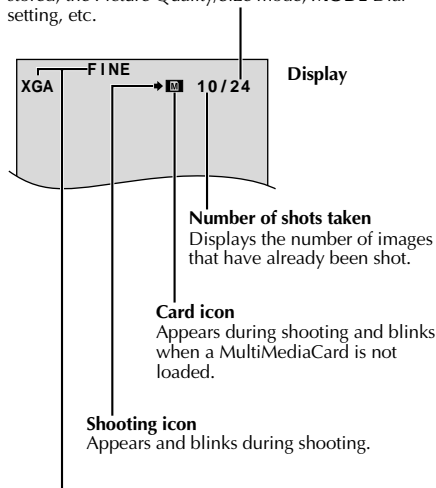 stored, the Picture Quality/Size mode, MODE Dial
setting, etc.
FINE
XGA
M 10/24
Display
Number of shots taken
Displays the number of images
that have already been shot.
Card icon
Appears during shooting and blinks
when a MultiMediaCard is not
loaded.
Shooting icon
Appears and blinks during shooting.